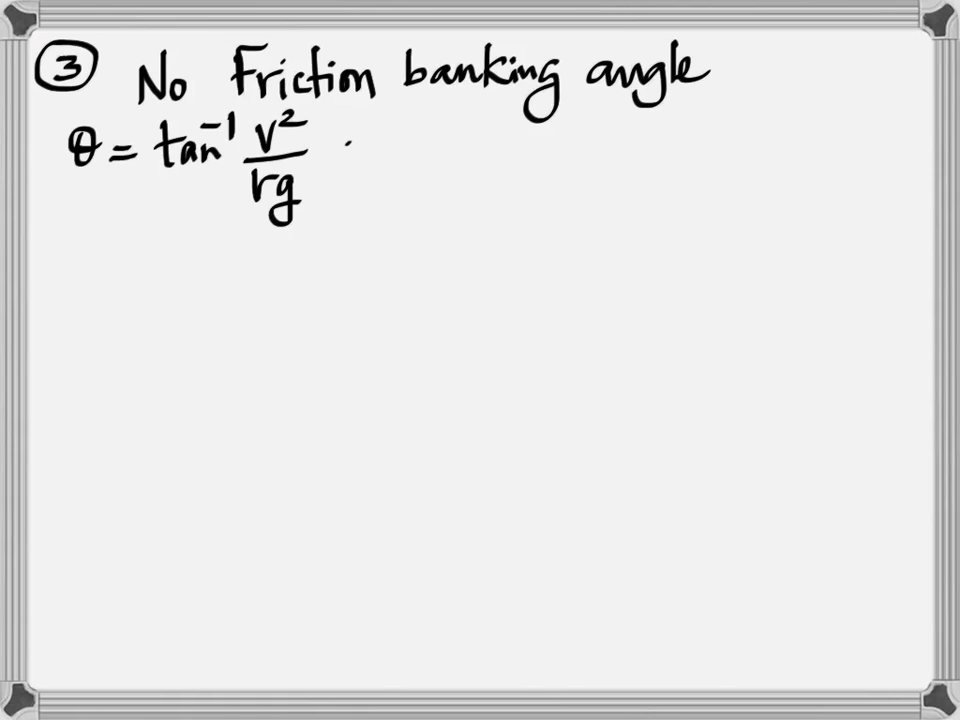 ③ No Friction banking angle
θ = tan⁻¹ v²/rg